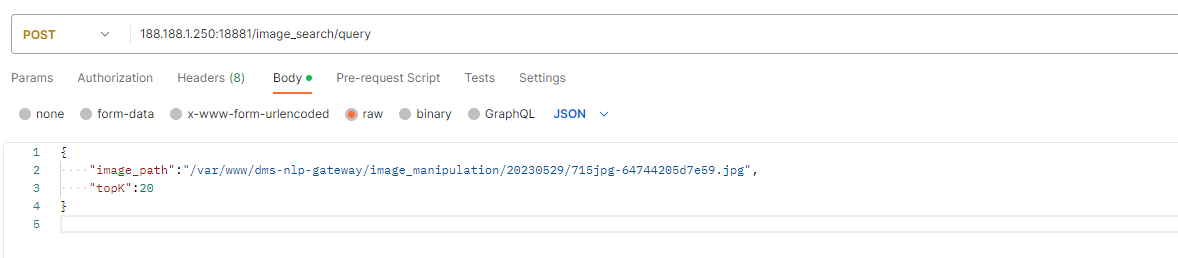 POST 188.188.1.250:18881/image_search/query
Params Authorization Headers (8) Body Pre-request Script Tests Settings
none form-data x-www-form-urlencoded raw binary GraphQL JSON
1 {
2 ····"image_path":"/var/www/dms-nlp-gateway/image_manipulation/20230529/715jpg-64744205d7e59.jpg",
3 ····"topK":20
4 }
5